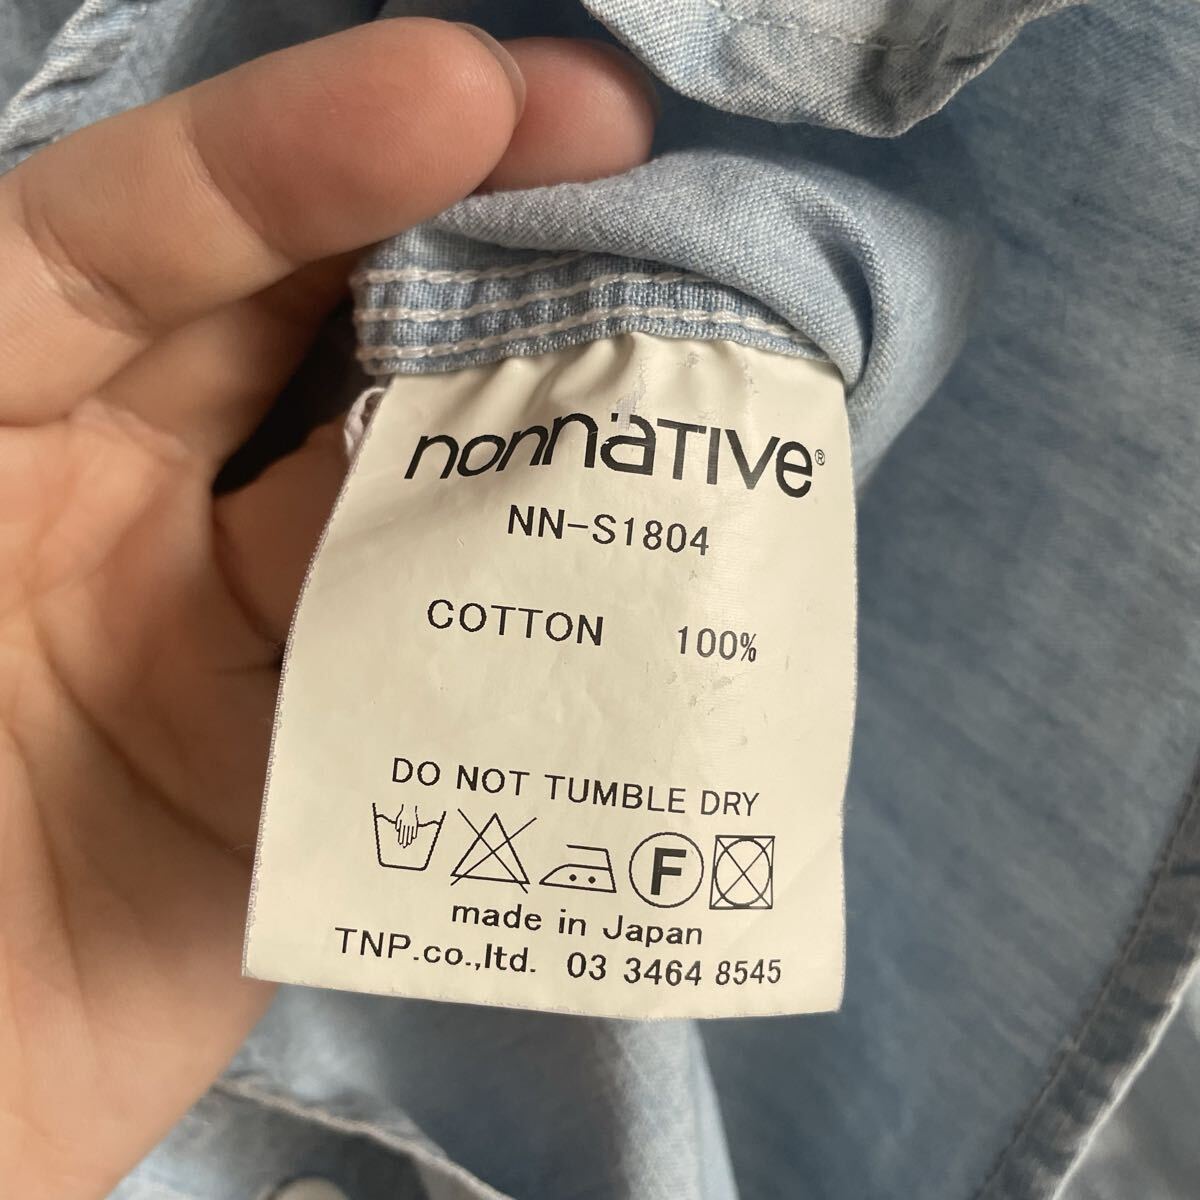 nonnative®
NN-S1804
COTTON 100%
DO NOT TUMBLE DRY
F
made in Japan
TNP.co.,ltd. 03 3464 8545